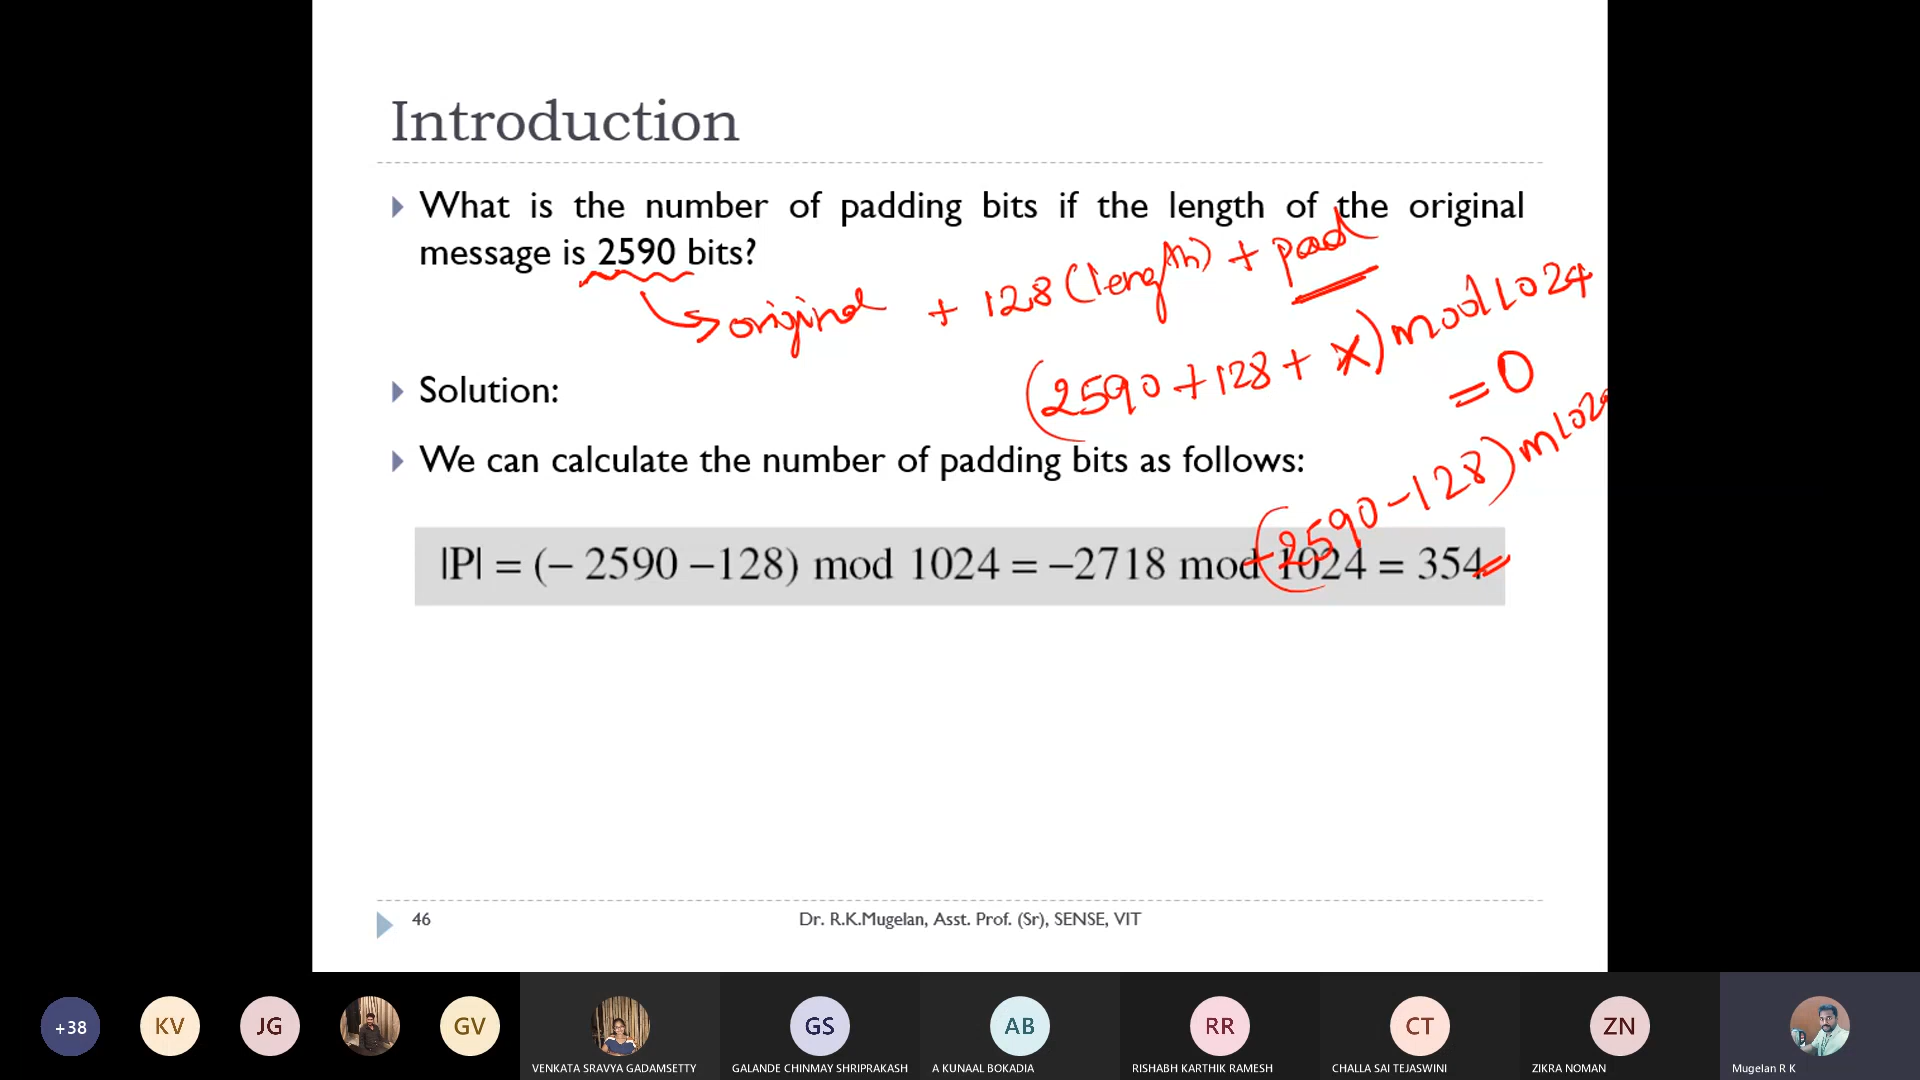 Introduction
What is the number of padding bits if the length of the original
message is 2590 bits?
original + 128 (length) + pad
(2590 + 128 + x) mod 1024
= 0
Solution:
We can calculate the number of padding bits as follows:
-(2590 - 128) m 102
|P| = (– 2590 –128) mod 1024 = –2718 mod 1024 = 354
46
Dr. R.K.Mugelan, Asst. Prof. (Sr), SENSE, VIT
+38 KV JG GV GS AB RR CT ZN
VENKATA SRAVYA GADAMSETTY GALANDE CHINMAY SHRIPRAKASH A KUNAAL BOKADIA RISHABH KARTHIK RAMESH CHALLA SAI TEJASWINI ZIKRA NOMAN Mugelan R K